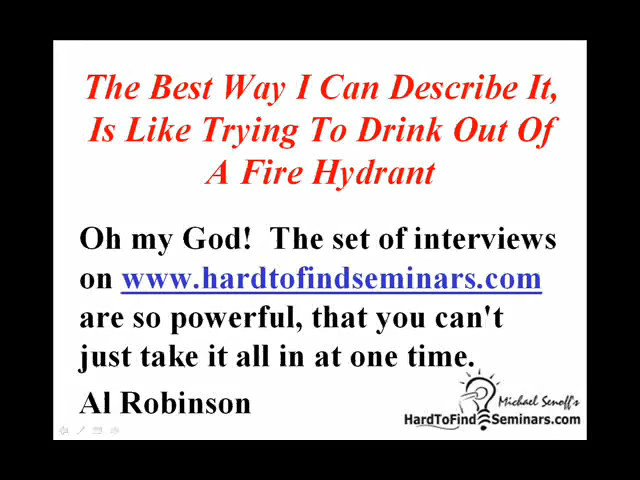 The Best Way I Can Describe It,
Is Like Trying To Drink Out Of
A Fire Hydrant
Oh my God!  The set of interviews
on www.hardtofindseminars.com
are so powerful, that you can't
just take it all in at one time.
Al Robinson
Michael Senoff's
HardToFindSeminars.com